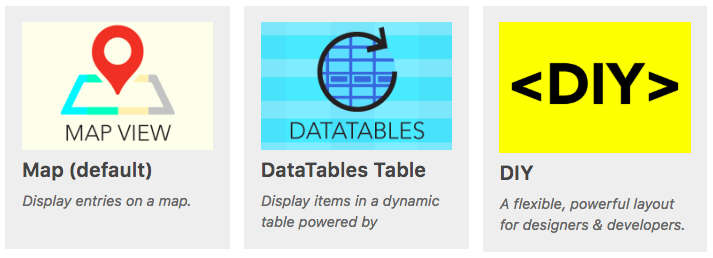 MAP VIEW
Map (default)
Display entries on a map.
DATATABLES
DataTables Table
Display items in a dynamic
table powered by
<DIY>
DIY
A flexible, powerful layout
for designers & developers.